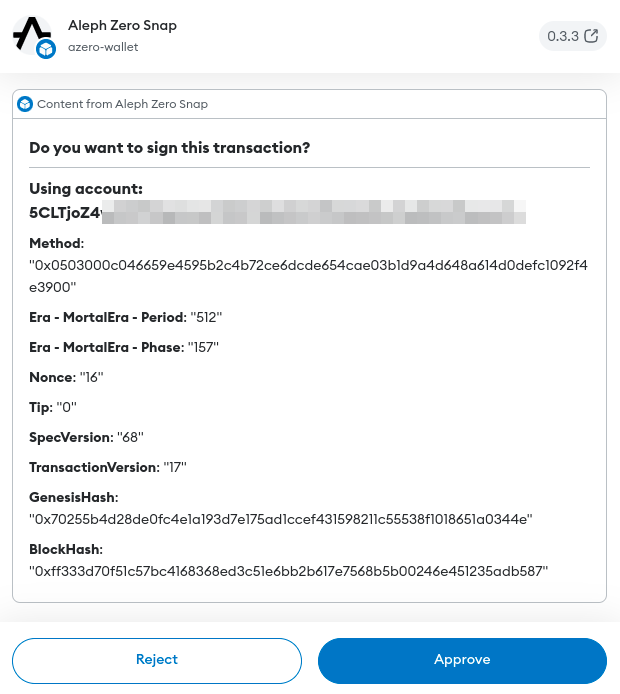 Aleph Zero Snap
azero-wallet
0.3.3
Content from Aleph Zero Snap
Do you want to sign this transaction?
Using account:
5CLTjoZ4
Method:
"0x0503000c046659e4595b2c4b72ce6dcde654cae03b1d9a4d648a614d0defc1092f4
e3900"
Era - MortalEra - Period: "512"
Era - MortalEra - Phase: "157"
Nonce: "16"
Tip: "0"
SpecVersion: "68"
TransactionVersion: "17"
GenesisHash:
"0x70255b4d28de0fc4e1a193d7e175ad1ccef431598211c55538f1018651a0344e"
BlockHash:
"0xff333d70f51c57bc4168368ed3c51e6bb2b617e7568b5b00246e451235adb587"
Reject
Approve